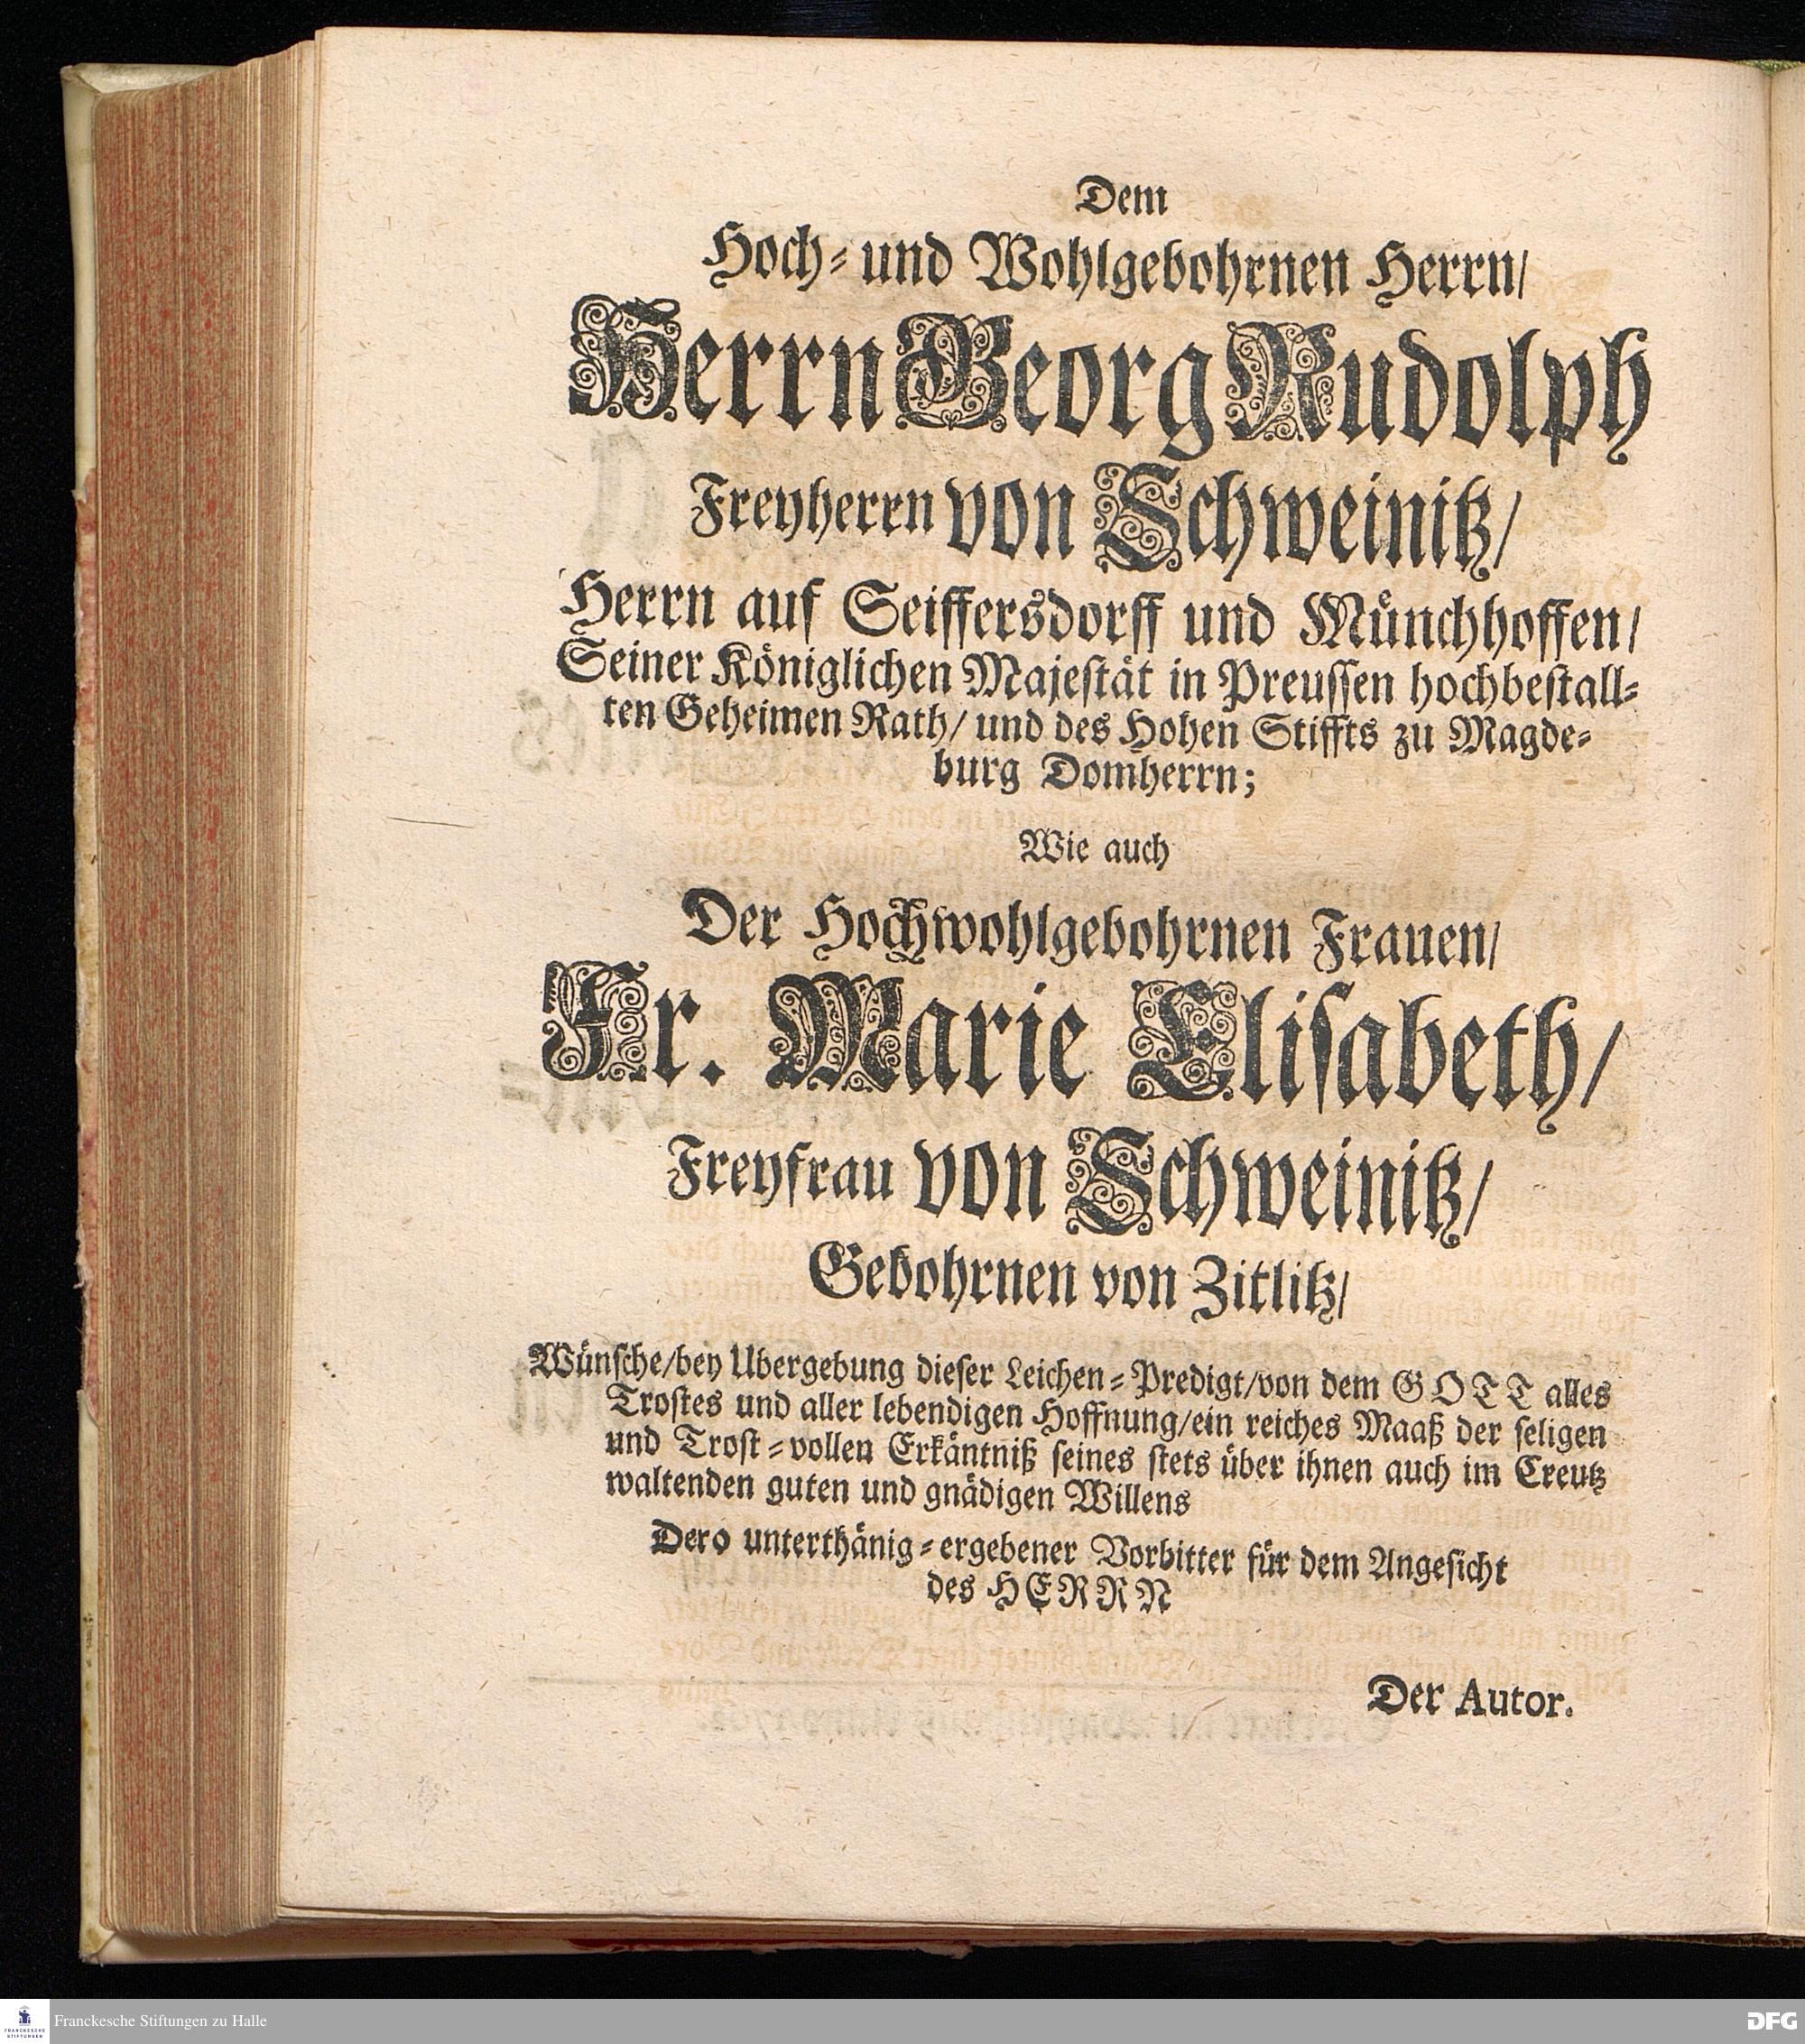 Dem
Hoch- und Wohlgebohrnen Herrn/
Herrn Georg Rudolph
Freyherrn von Schweinitz/
Herrn auf Seiffersdorff und Münchhoffen/
Seiner Königlichen Majestät in Preussen hochbestall-
ten Geheimen Rath/ und des Hohen Stiffts zu Magde-
burg Domherrn;
Wie auch
Der Hochwohlgebohrnen Frauen/
Fr. Marie Elisabeth/
Freyfrau von Schweinitz/
Gebohrnen von Zitlitz/
Wünsche/bey Ubergebung dieser Leichen-Predigt/von dem GOTT alles
Trostes und aller lebendigen Hoffnung/ein reiches Maaß der seligen
und Trost-vollen Erkäntniß seines stets über ihnen auch im Creutz
waltenden guten und gnädigen Willens
Dero unterthänig-ergebener Vorbitter für dem Angesicht
des HERRN
Der Autor.
FRANCKESCHE
STIFTUNGEN
Franckesche Stiftungen zu Halle
DFG